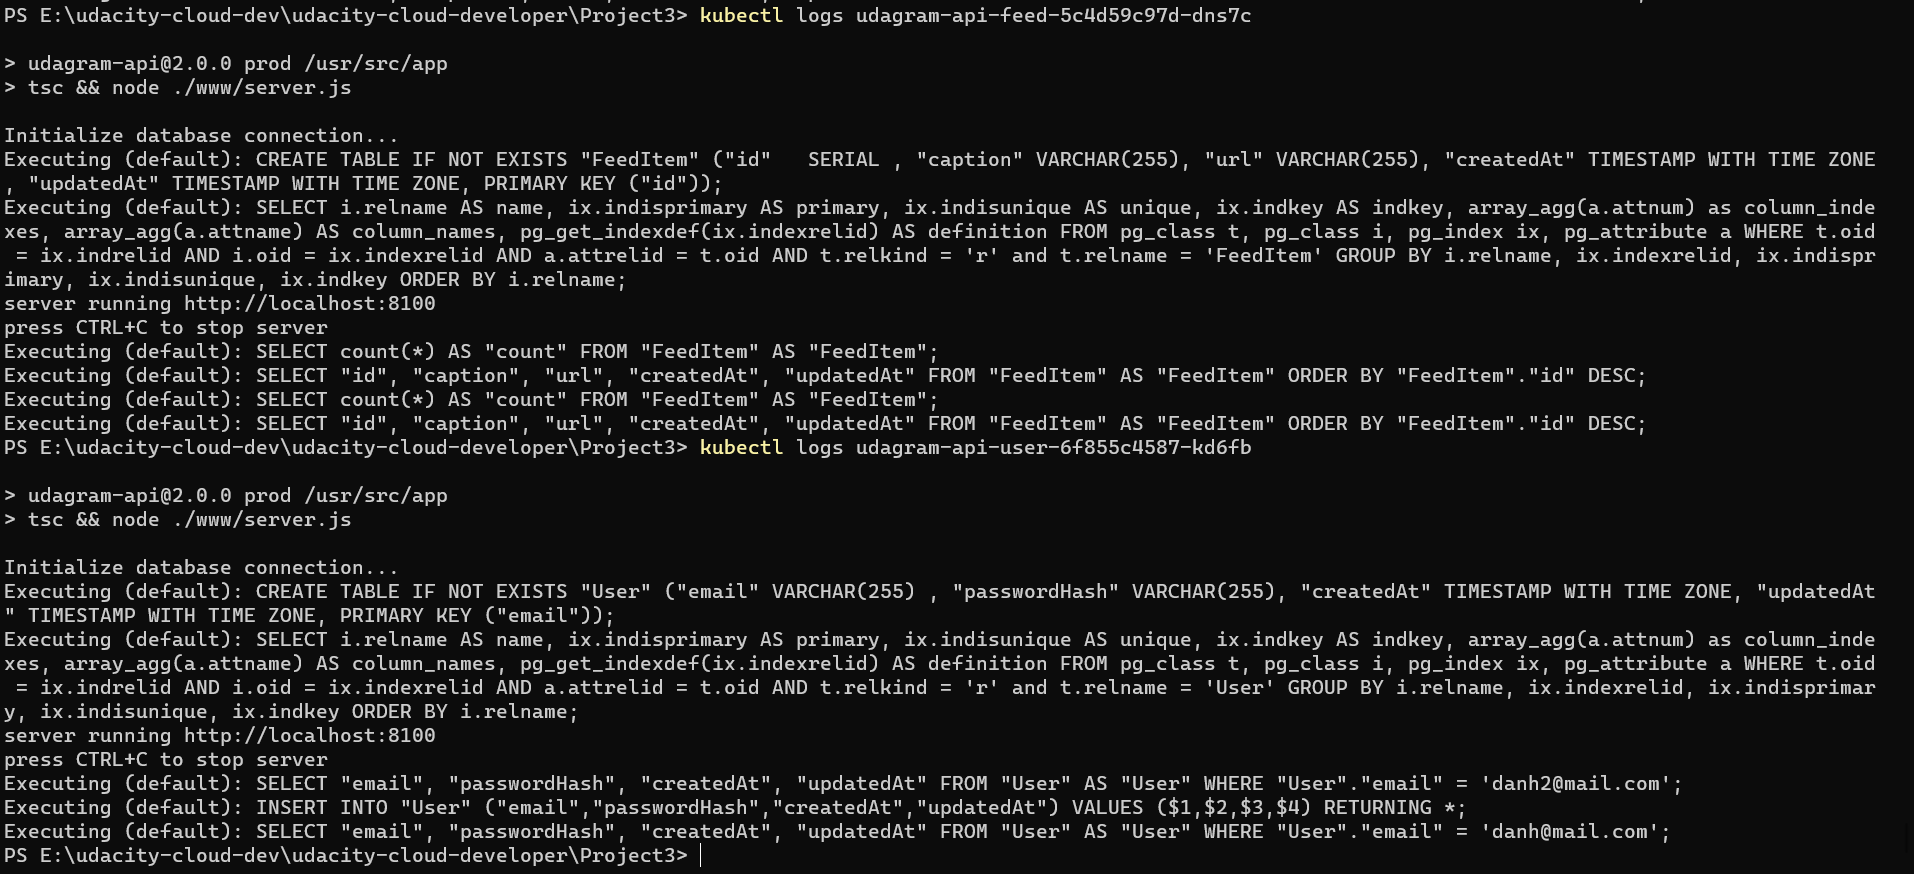 PS E:\udacity-cloud-dev\udacity-cloud-developer\Project3> kubectl logs udagram-api-feed-5c4d59c97d-dns7c
> udagram-api@2.0.0 prod /usr/src/app
> tsc && node ./www/server.js
Initialize database connection...
Executing (default): CREATE TABLE IF NOT EXISTS "FeedItem" ("id"   SERIAL , "caption" VARCHAR(255), "url" VARCHAR(255), "createdAt" TIMESTAMP WITH TIME ZONE
, "updatedAt" TIMESTAMP WITH TIME ZONE, PRIMARY KEY ("id"));
Executing (default): SELECT i.relname AS name, ix.indisprimary AS primary, ix.indisunique AS unique, ix.indkey AS indkey, array_agg(a.attnum) as column_inde
xes, array_agg(a.attname) AS column_names, pg_get_indexdef(ix.indexrelid) AS definition FROM pg_class t, pg_class i, pg_index ix, pg_attribute a WHERE t.oid
 = ix.indrelid AND i.oid = ix.indexrelid AND a.attrelid = t.oid AND t.relkind = 'r' and t.relname = 'FeedItem' GROUP BY i.relname, ix.indexrelid, ix.indispr
imary, ix.indisunique, ix.indkey ORDER BY i.relname;
server running http://localhost:8100
press CTRL+C to stop server
Executing (default): SELECT count(*) AS "count" FROM "FeedItem" AS "FeedItem";
Executing (default): SELECT "id", "caption", "url", "createdAt", "updatedAt" FROM "FeedItem" AS "FeedItem" ORDER BY "FeedItem"."id" DESC;
Executing (default): SELECT count(*) AS "count" FROM "FeedItem" AS "FeedItem";
Executing (default): SELECT "id", "caption", "url", "createdAt", "updatedAt" FROM "FeedItem" AS "FeedItem" ORDER BY "FeedItem"."id" DESC;
PS E:\udacity-cloud-dev\udacity-cloud-developer\Project3> kubectl logs udagram-api-user-6f855c4587-kd6fb
> udagram-api@2.0.0 prod /usr/src/app
> tsc && node ./www/server.js
Initialize database connection...
Executing (default): CREATE TABLE IF NOT EXISTS "User" ("email" VARCHAR(255) , "passwordHash" VARCHAR(255), "createdAt" TIMESTAMP WITH TIME ZONE, "updatedAt
" TIMESTAMP WITH TIME ZONE, PRIMARY KEY ("email"));
Executing (default): SELECT i.relname AS name, ix.indisprimary AS primary, ix.indisunique AS unique, ix.indkey AS indkey, array_agg(a.attnum) as column_inde
xes, array_agg(a.attname) AS column_names, pg_get_indexdef(ix.indexrelid) AS definition FROM pg_class t, pg_class i, pg_index ix, pg_attribute a WHERE t.oid
 = ix.indrelid AND i.oid = ix.indexrelid AND a.attrelid = t.oid AND t.relkind = 'r' and t.relname = 'User' GROUP BY i.relname, ix.indexrelid, ix.indisprimar
y, ix.indisunique, ix.indkey ORDER BY i.relname;
server running http://localhost:8100
press CTRL+C to stop server
Executing (default): SELECT "email", "passwordHash", "createdAt", "updatedAt" FROM "User" AS "User" WHERE "User"."email" = 'danh2@mail.com';
Executing (default): INSERT INTO "User" ("email","passwordHash","createdAt","updatedAt") VALUES ($1,$2,$3,$4) RETURNING *;
Executing (default): SELECT "email", "passwordHash", "createdAt", "updatedAt" FROM "User" AS "User" WHERE "User"."email" = 'danh@mail.com';
PS E:\udacity-cloud-dev\udacity-cloud-developer\Project3>